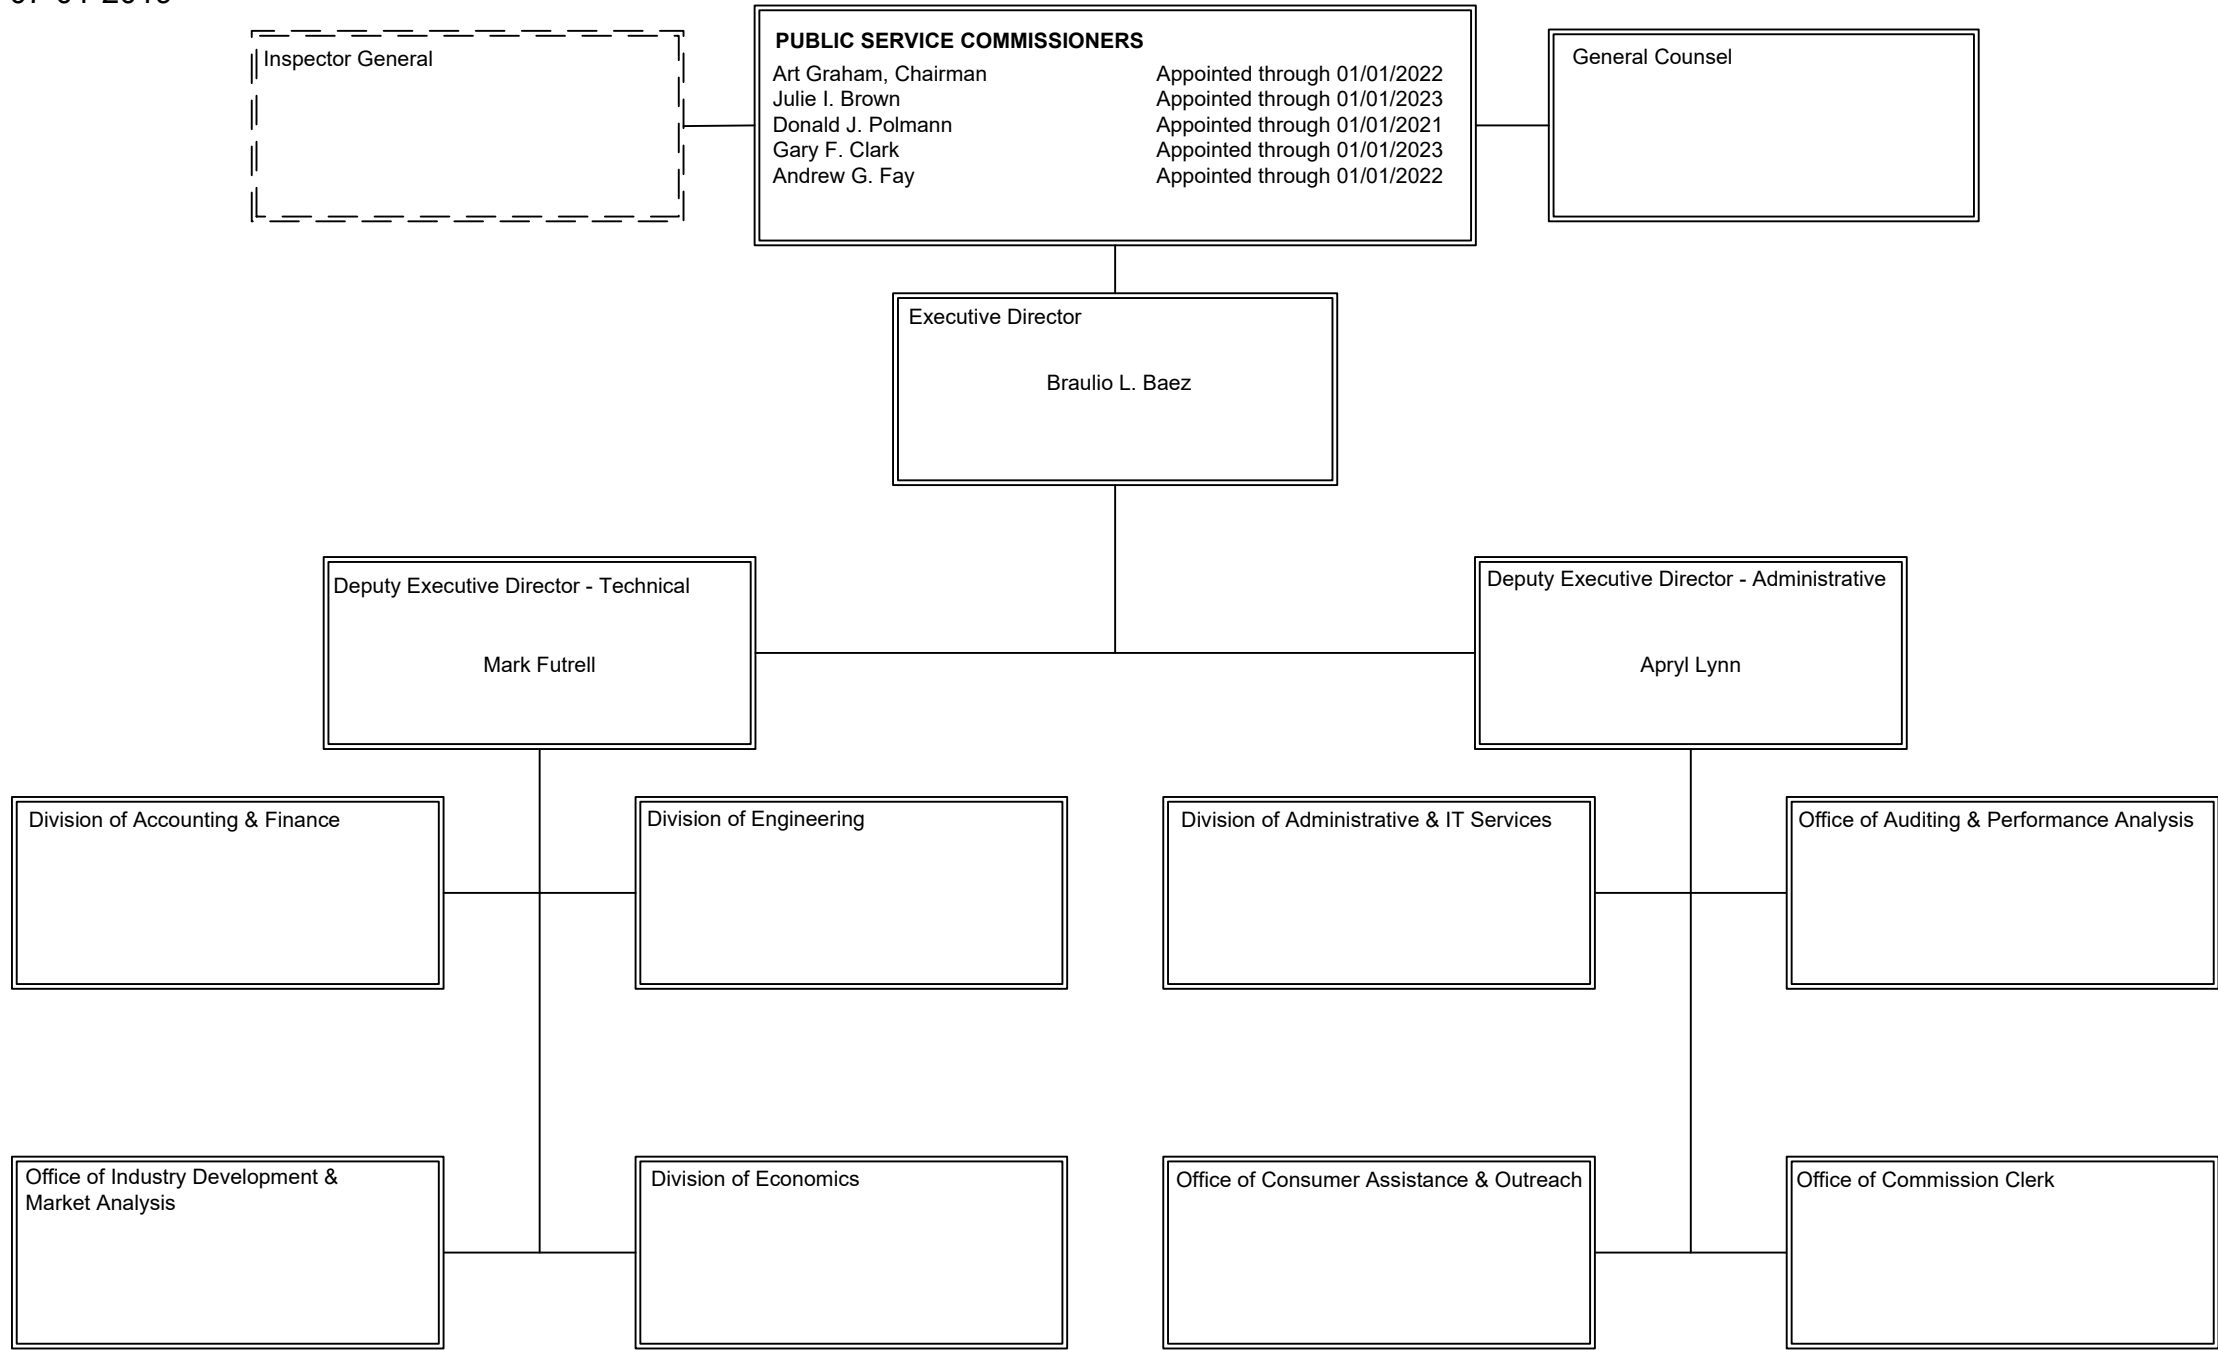 Inspector General
PUBLIC SERVICE COMMISSIONERS
Art Graham, Chairman Appointed through 01/01/2022
Julie I. Brown Appointed through 01/01/2023
Donald J. Polmann Appointed through 01/01/2021
Gary F. Clark Appointed through 01/01/2023
Andrew G. Fay Appointed through 01/01/2022
General Counsel
Executive Director
Braulio L. Baez
Deputy Executive Director - Technical
Mark Futrell
Deputy Executive Director - Administrative
Apryl Lynn
Division of Accounting & Finance
Division of Engineering
Division of Administrative & IT Services
Office of Auditing & Performance Analysis
Office of Industry Development &
Market Analysis
Division of Economics
Office of Consumer Assistance & Outreach
Office of Commission Clerk